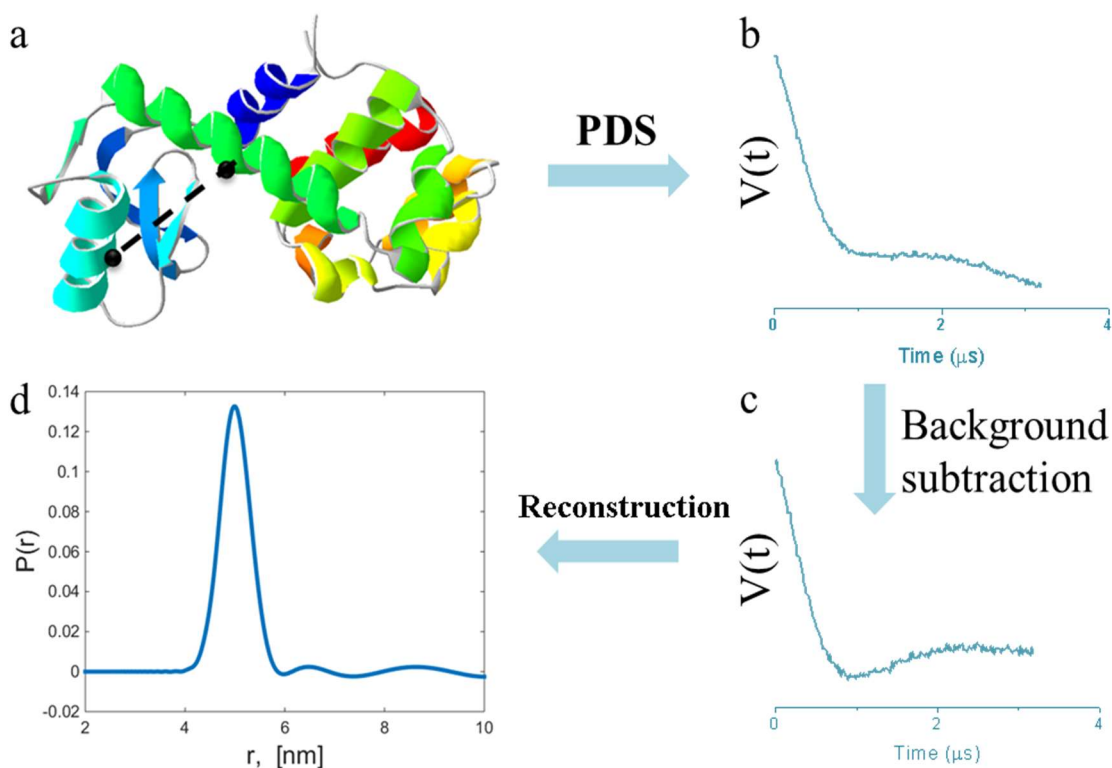 a
PDS
b
V(t)
0
2
4
Time (μs)
Background
subtraction
c
V(t)
0
2
4
Time (μs)
Reconstruction
d
0.14
0.12
0.1
0.08
0.06
0.04
0.02
0
-0.02
P(r)
2
4
6
8
10
r, [nm]